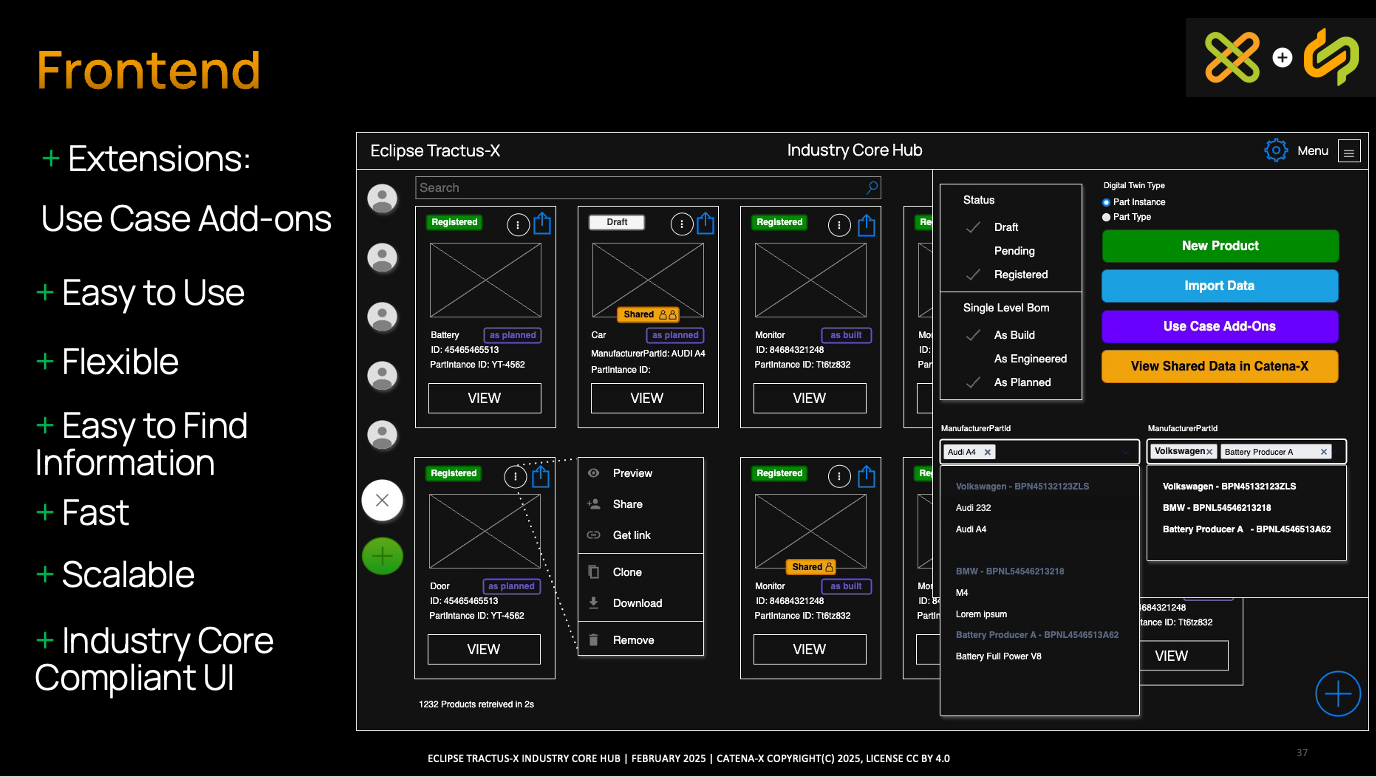 Frontend
+ Extensions:
Use Case Add-ons
+ Easy to Use
+ Flexible
+ Easy to Find
Information
+ Fast
+ Scalable
+ Industry Core
Compliant UI
Eclipse Tractus-X
Industry Core Hub
Menu
Search
Registered
Battery
as planned
ID: 45465465513
PartIntance ID: YT-4562
VIEW
Draft
Shared
Car
as planned
ManufacturerPartId: AUDI A4
PartIntance ID:
VIEW
Registered
Monitor
as built
ID: 84684321248
PartIntance ID: Tt6tz832
VIEW
Re
Mo
ID: 84
Part
Registered
Door
as planned
ID: 45465465513
PartIntance ID: YT-4562
VIEW
Preview
Share
Get link
Clone
Download
Remove
Registered
Shared
Monitor
as built
ID: 84684321248
PartIntance ID: Tt6tz832
VIEW
Re
Mor
ID: 84
Part
4684321248
tance ID: Tt6tz832
VIEW
1232 Products retreived in 2s
Status
Draft
Pending
Registered
Single Level Bom
As Build
As Engineered
As Planned
Digital Twin Type
Part Instance
Part Type
New Product
Import Data
Use Case Add-Ons
View Shared Data in Catena-X
ManufacturerPartId
Audi A4
Volkswagen - BPN45132123ZLS
Audi 232
Audi A4
BMW - BPNL54546213218
M4
Lorem ipsum
Battery Producer A - BPNL4546513A62
Battery Full Power V8
ManufacturerPartId
Volkswagen
Battery Producer A
Volkswagen - BPN45132123ZLS
BMW - BPNL54546213218
Battery Producer A - BPNL4546513A62
ECLIPSE TRACTUS-X INDUSTRY CORE HUB | FEBRUARY 2025 | CATENA-X COPYRIGHT(C) 2025, LICENSE CC BY 4.0
37